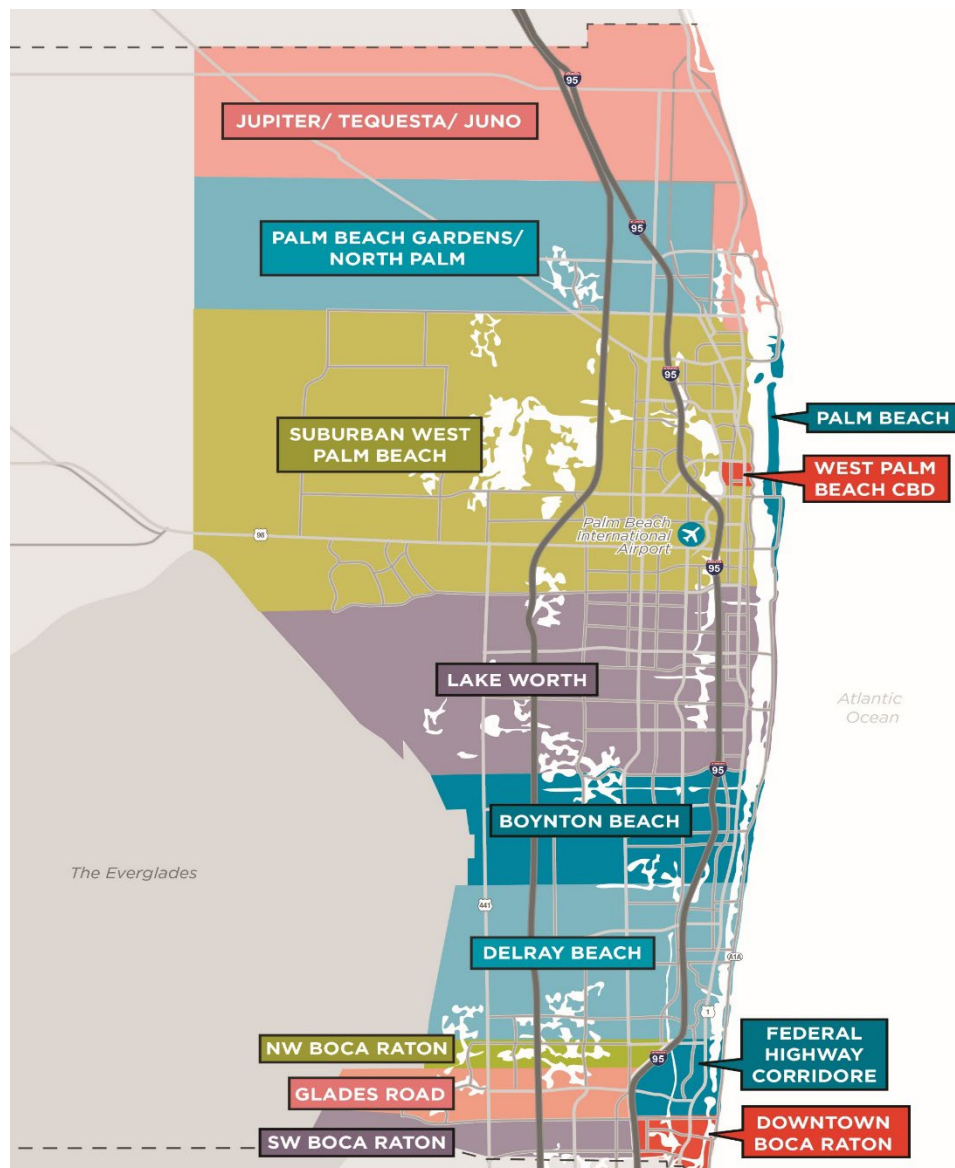 95
JUPITER/ TEQUESTA/ JUNO
95
PALM BEACH GARDENS/
NORTH PALM
95
PALM BEACH
SUBURBAN WEST
PALM BEACH
WEST PALM
BEACH CBD
98
Palm Beach
International
Airport
95
LAKE WORTH
Atlantic
Ocean
95
BOYNTON BEACH
The Everglades
441
DELRAY BEACH
A1A
1
NW BOCA RATON
95
FEDERAL
HIGHWAY
CORRIDORE
GLADES ROAD
SW BOCA RATON
DOWNTOWN
BOCA RATON